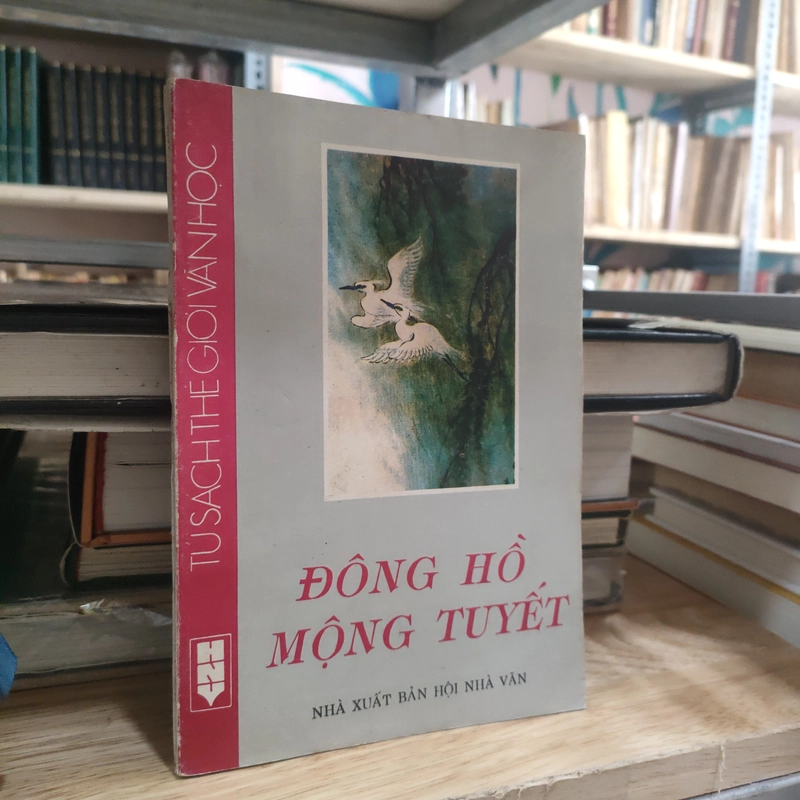 TỦ SÁCH THẾ GIỚI VĂN HỌC
ĐÔNG HỒ
MỘNG TUYẾT
NHÀ XUẤT BẢN HỘI NHÀ VĂN